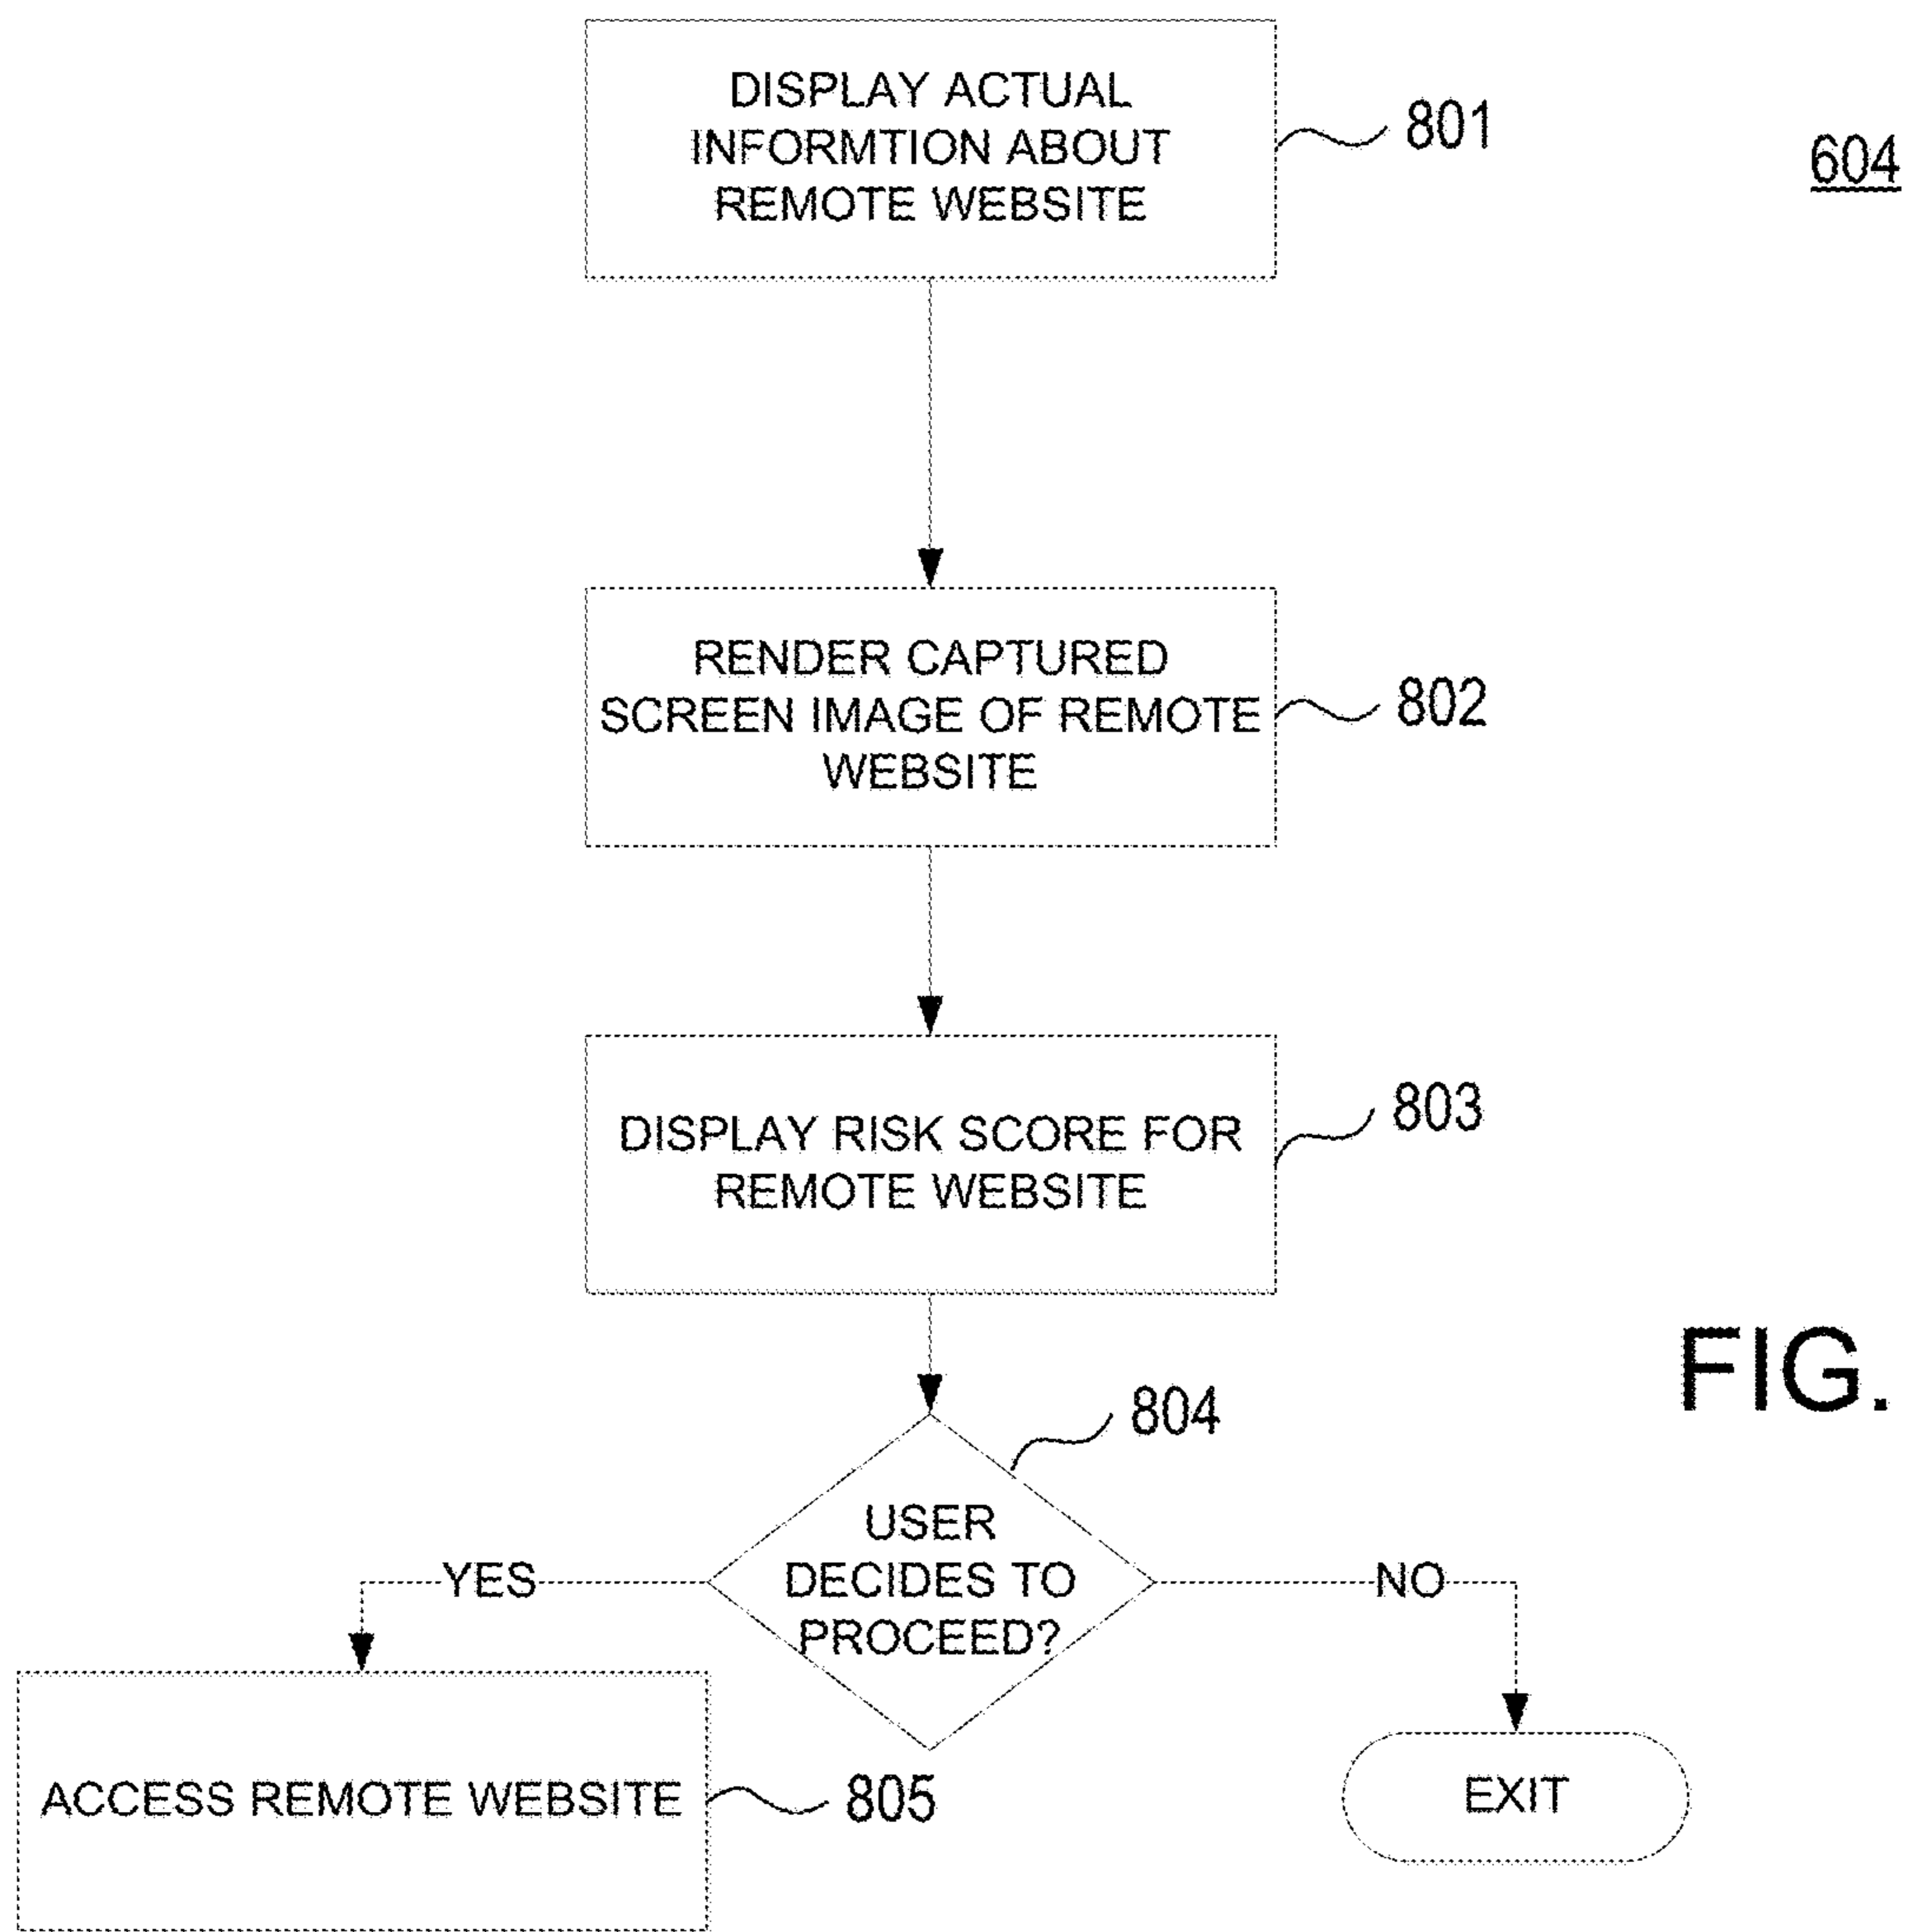 DISPLAY ACTUAL
INFORMTION ABOUT
REMOTE WEBSITE
801
604
RENDER CAPTURED
SCREEN IMAGE OF REMOTE
WEBSITE
802
DISPLAY RISK SCORE FOR
REMOTE WEBSITE
803
FIG.
804
USER
DECIDES TO
PROCEED?
YES
NO
ACCESS REMOTE WEBSITE
805
EXIT